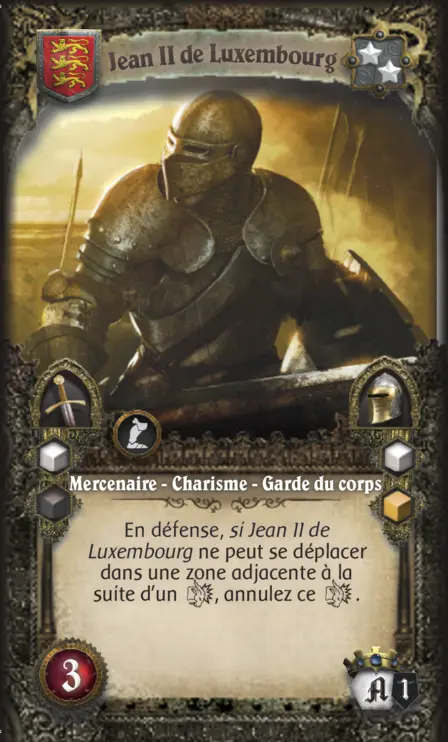 Jean II de Luxembourg
Mercenaire - Charisme - Garde du corps
En défense, si Jean II de
Luxembourg ne peut se déplacer
dans une zone adjacente à la
suite d'un , annulez ce .
3
A 1